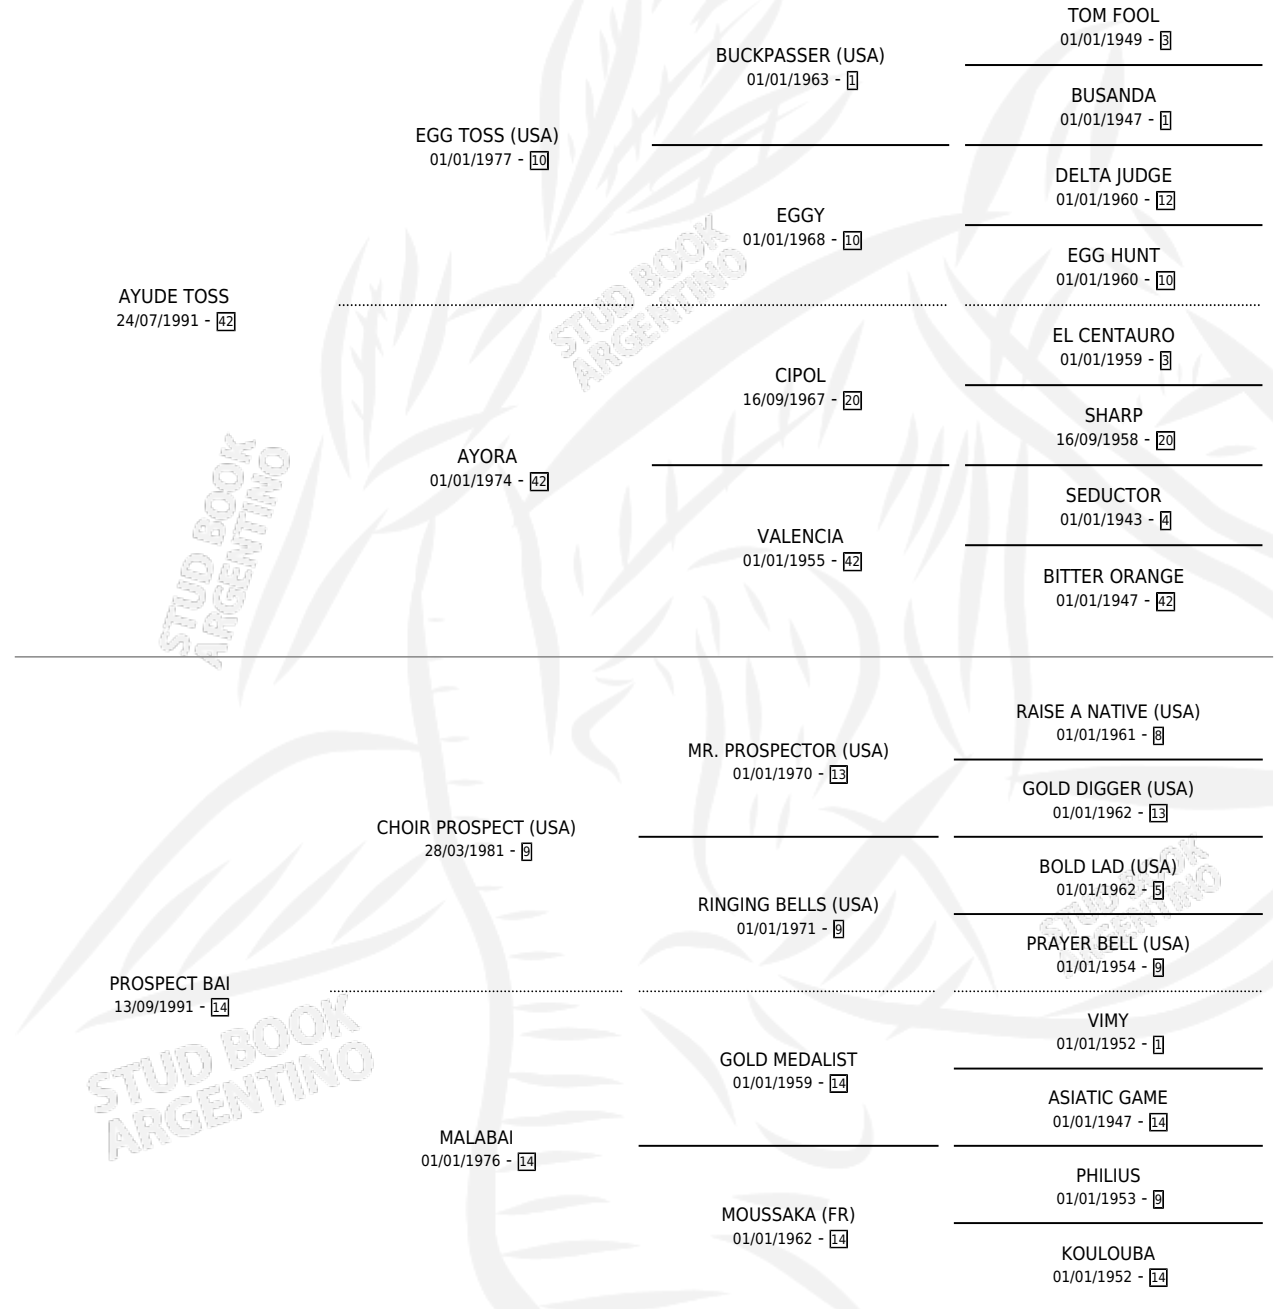 TOM FOOL
01/01/1949 - 3
BUCKPASSER (USA)
01/01/1963 - 1
BUSANDA
01/01/1947 - 1
EGG TOSS (USA)
01/01/1977 - 10
DELTA JUDGE
01/01/1960 - 12
EGGY
01/01/1968 - 10
EGG HUNT
01/01/1960 - 10
AYUDE TOSS
24/07/1991 - 42
EL CENTAURO
01/01/1959 - 3
CIPOL
16/09/1967 - 20
SHARP
16/09/1958 - 20
AYORA
01/01/1974 - 42
SEDUCTOR
01/01/1943 - 4
VALENCIA
01/01/1955 - 42
BITTER ORANGE
01/01/1947 - 42
STUD BOOK
ARGENTINO
STUD BOOK
ARGENTINO
RAISE A NATIVE (USA)
01/01/1961 - 8
MR. PROSPECTOR (USA)
01/01/1970 - 13
GOLD DIGGER (USA)
01/01/1962 - 13
CHOIR PROSPECT (USA)
28/03/1981 - 9
BOLD LAD (USA)
01/01/1962 - 5
RINGING BELLS (USA)
01/01/1971 - 9
PRAYER BELL (USA)
01/01/1954 - 9
PROSPECT BAI
13/09/1991 - 14
VIMY
01/01/1952 - 1
GOLD MEDALIST
01/01/1959 - 14
ASIATIC GAME
01/01/1947 - 14
MALABAI
01/01/1976 - 14
PHILIUS
01/01/1953 - 9
MOUSSAKA (FR)
01/01/1962 - 14
KOULOUBA
01/01/1952 - 14
STUD BOOK
ARGENTINO
STUD BOOK
ARGENTINO